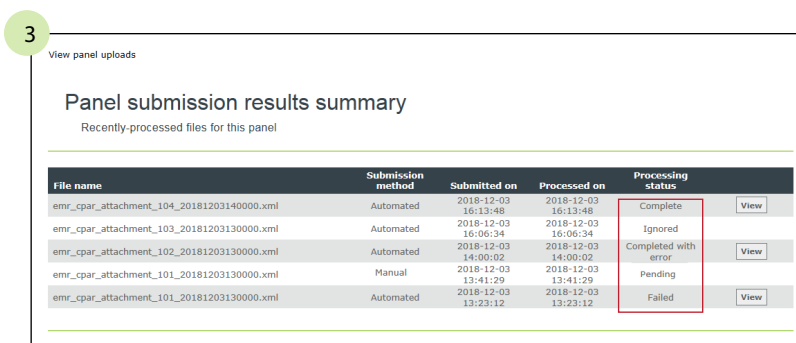 3
View panel uploads
Panel submission results summary
Recently-processed files for this panel
File name Submission method Submitted on Processed on Processing status
emr_cpar_attachment_104_20181203140000.xml Automated 2018-12-03 16:13:48 2018-12-03 16:13:48 Complete View
emr_cpar_attachment_103_20181203130000.xml Automated 2018-12-03 16:06:34 2018-12-03 16:06:34 Ignored
emr_cpar_attachment_102_20181203130000.xml Automated 2018-12-03 14:00:02 2018-12-03 14:00:02 Completed with error View
emr_cpar_attachment_101_20181203130000.xml Manual 2018-12-03 13:41:29 2018-12-03 13:41:29 Pending
emr_cpar_attachment_101_20181203130000.xml Automated 2018-12-03 13:23:12 2018-12-03 13:23:12 Failed View